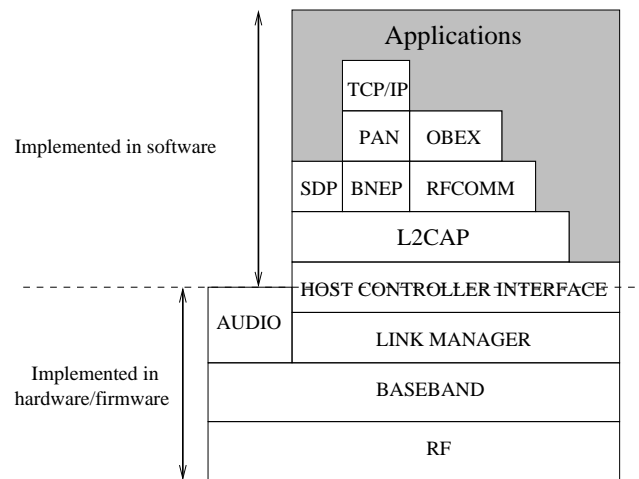 Applications
TCP/IP
Implemented in software
PAN OBEX
SDP BNEP RFCOMM
L2CAP
HOST CONTROLLER INTERFACE
AUDIO
LINK MANAGER
Implemented in
hardware/firmware
BASEBAND
RF